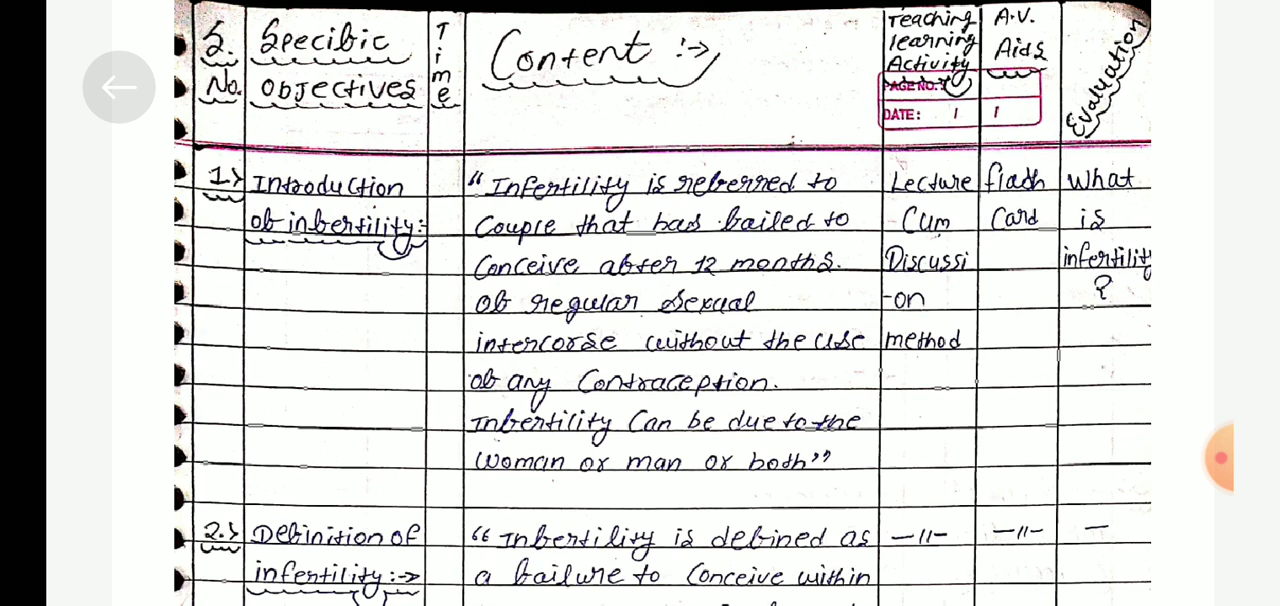 S. No.
Specific Objectives
Time
Content :->
Teaching learning Activity
A.V. Aids
Evaluation
PAGE NO.:
DATE: / /
1> Introduction of infertility:-
"Infertility is referred to
Couple that has failed to
Conceive after 12 months.
of regular Sexual
intercorse without the use
of any Contraception.
Infertility Can be due to the
woman or man or both"
Lecture
Cum
Discussi
-on
method
flash
Card
What
is
infertility
?
2.> Definition of
infertility:->
"Infertility is defined as
a failure to Conceive within
-11-
-11-
-